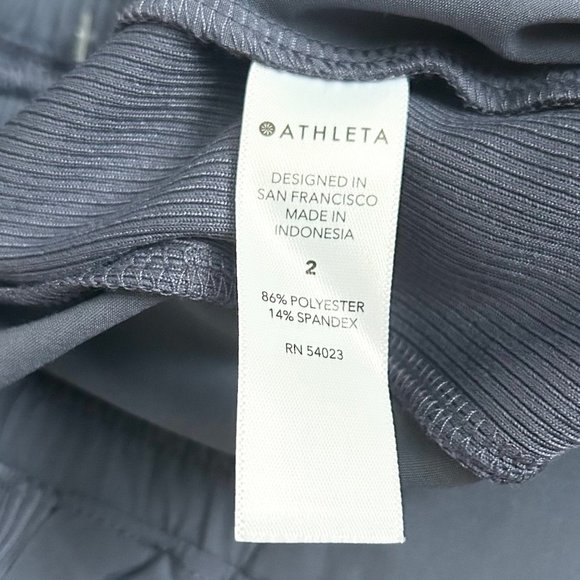 ATHLETA
DESIGNED IN
SAN FRANCISCO
MADE IN
INDONESIA
2
86% POLYESTER
14% SPANDEX
RN 54023